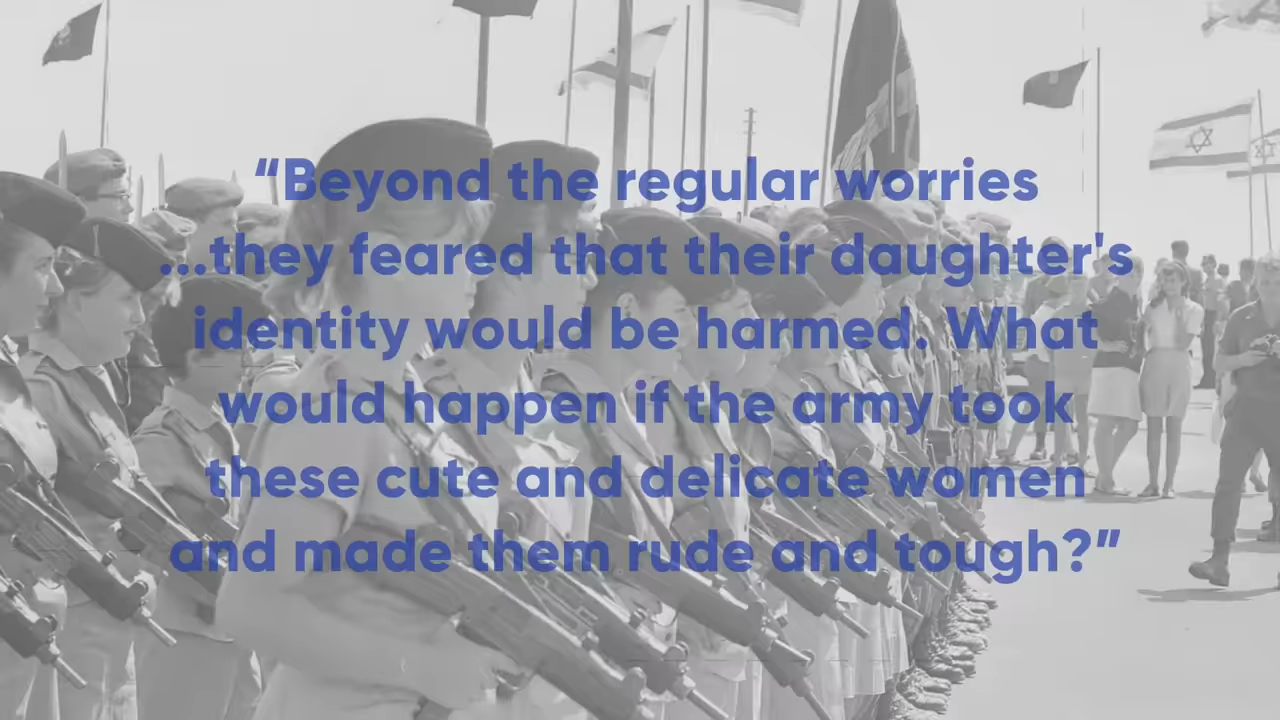 “Beyond the regular worries
...they feared that their daughter's
identity would be harmed. What
would happen if the army took
these cute and delicate women
and made them rude and tough?”